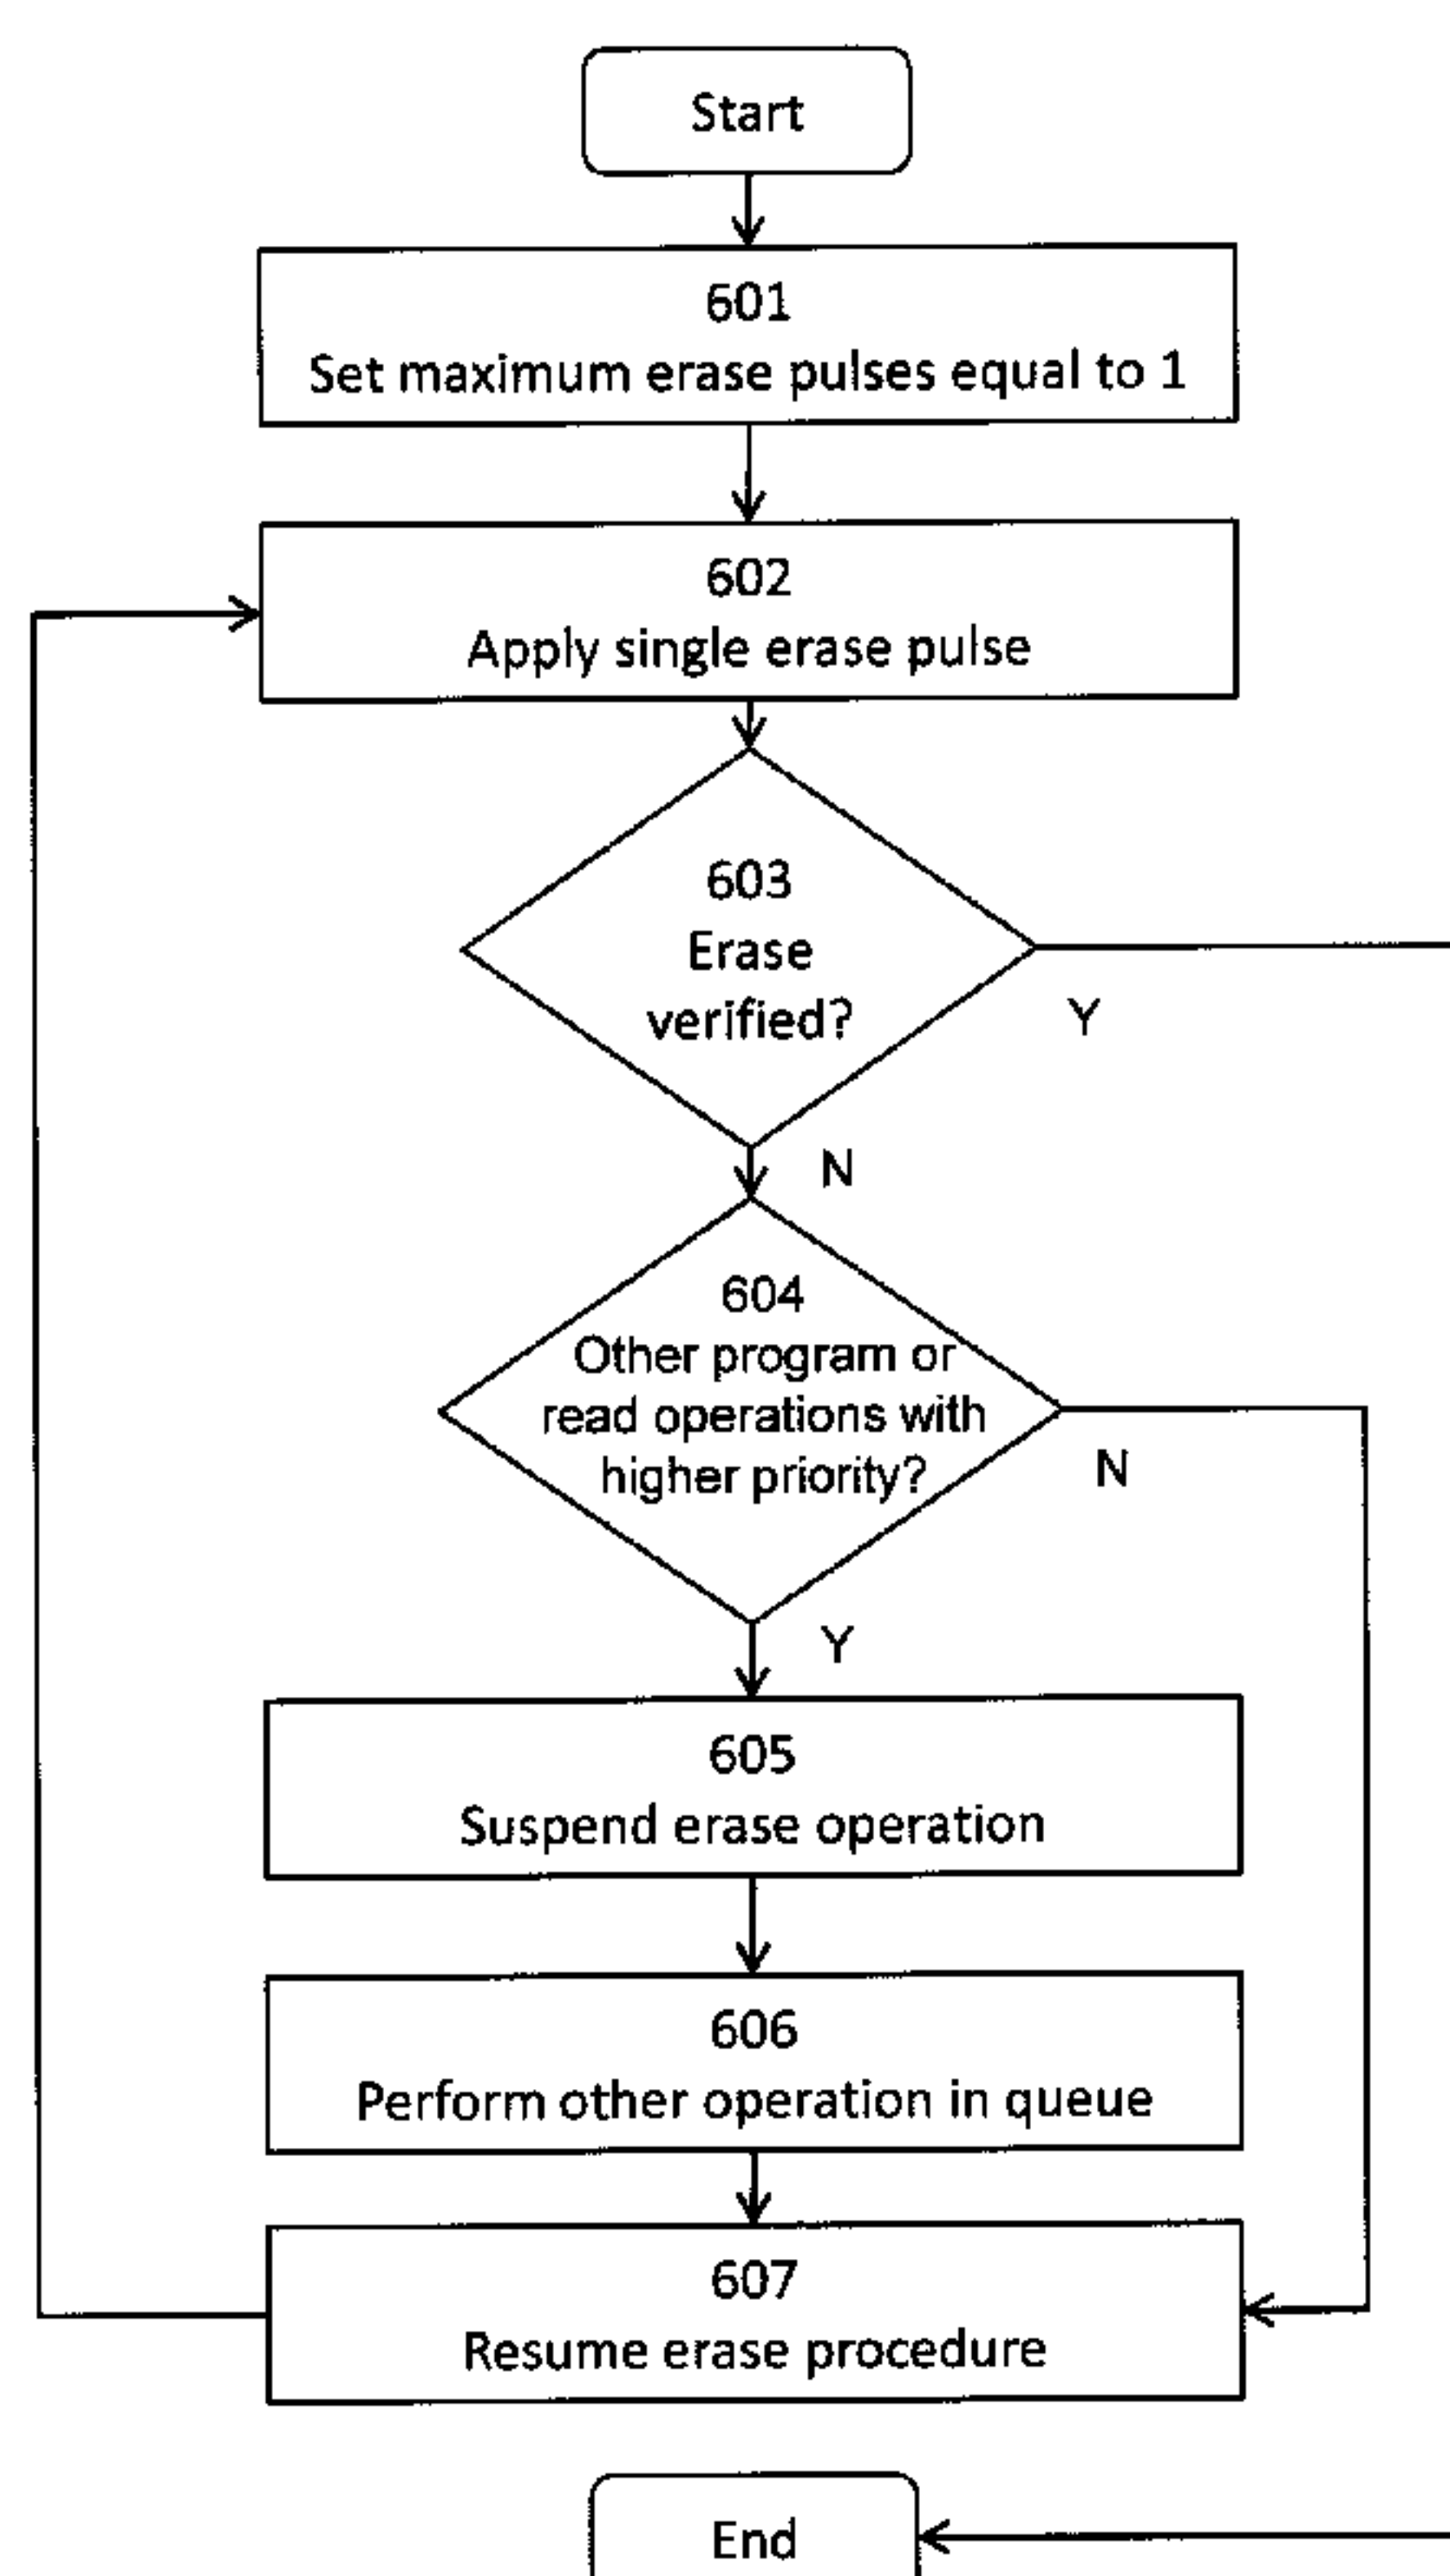 Start
601
Set maximum erase pulses equal to 1
602
Apply single erase pulse
603
Erase
verified?
Y
N
604
Other program or
read operations with
higher priority?
N
Y
605
Suspend erase operation
606
Perform other operation in queue
607
Resume erase procedure
End